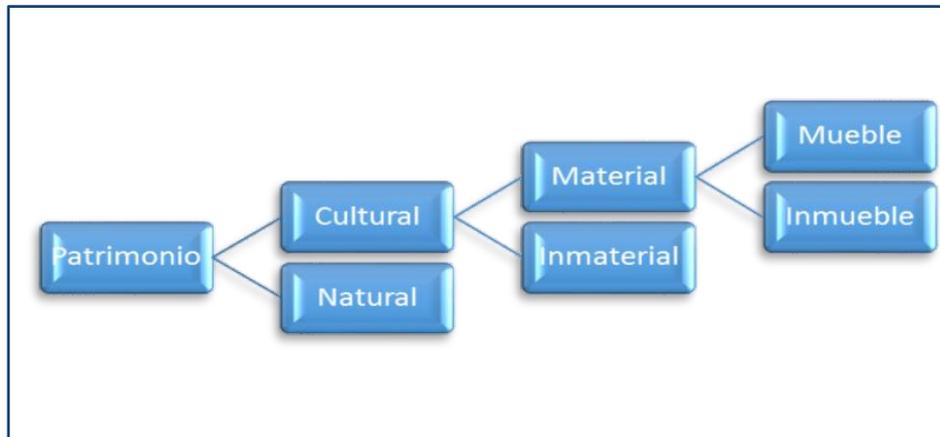 Patrimonio
Cultural
Natural
Material
Inmaterial
Mueble
Inmueble